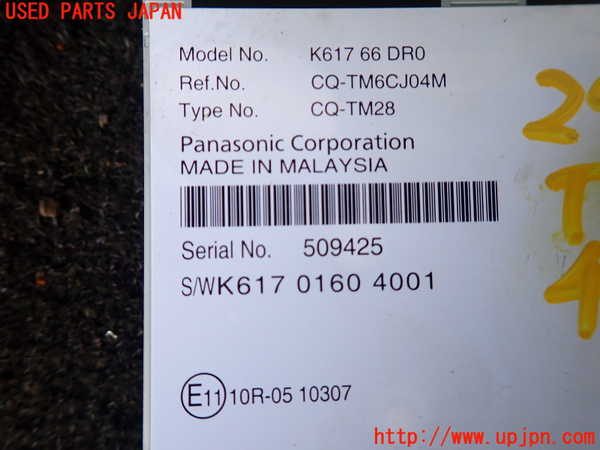 USED PARTS JAPAN
Model No. K617 66 DR0
Ref.No. CQ-TM6CJ04M
Type No. CQ-TM28
Panasonic Corporation
MADE IN MALAYSIA
Serial No. 509425
S/WK617 0160 4001
E11 10R-05 10307
http://www.upjpn.com/